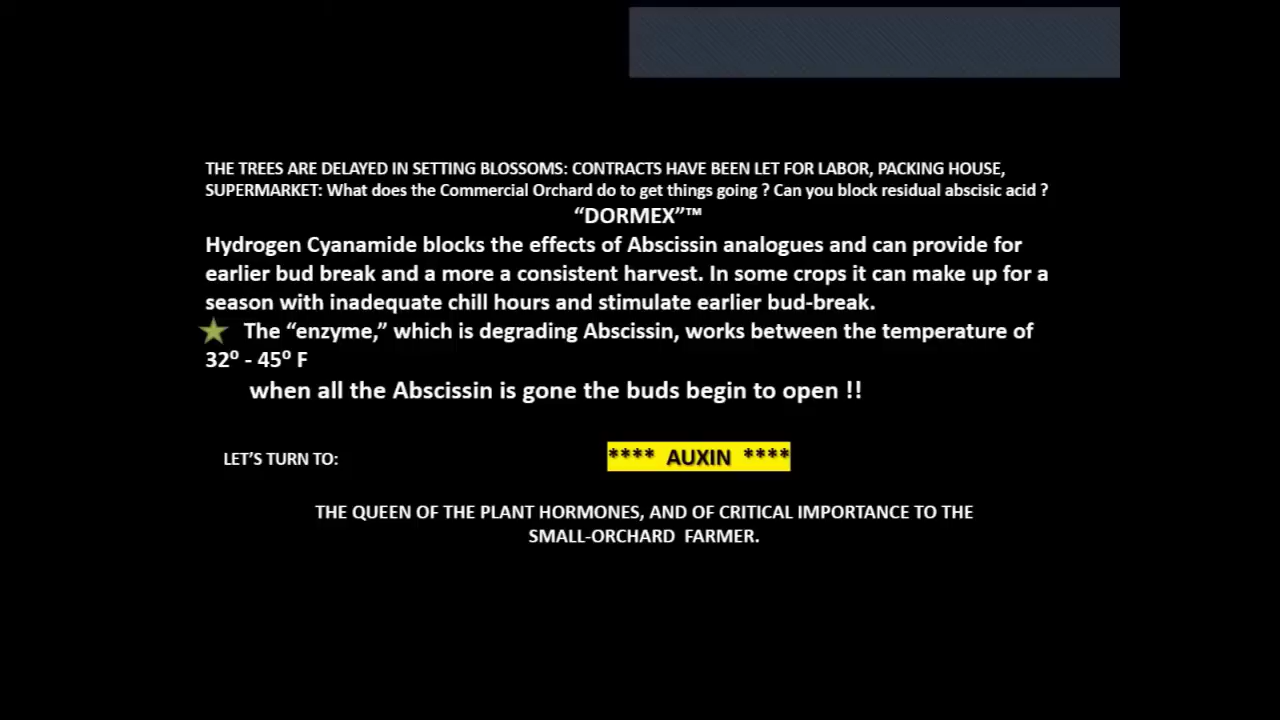 THE TREES ARE DELAYED IN SETTING BLOSSOMS: CONTRACTS HAVE BEEN LET FOR LABOR, PACKING HOUSE,
SUPERMARKET: What does the Commercial Orchard do to get things going ? Can you block residual abscisic acid ?
“DORMEX”™
Hydrogen Cyanamide blocks the effects of Abscissin analogues and can provide for
earlier bud break and a more a consistent harvest. In some crops it can make up for a
season with inadequate chill hours and stimulate earlier bud-break.
The “enzyme,” which is degrading Abscissin, works between the temperature of
32⁰ - 45⁰ F
when all the Abscissin is gone the buds begin to open !!
LET’S TURN TO: **** AUXIN ****
THE QUEEN OF THE PLANT HORMONES, AND OF CRITICAL IMPORTANCE TO THE
SMALL-ORCHARD FARMER.